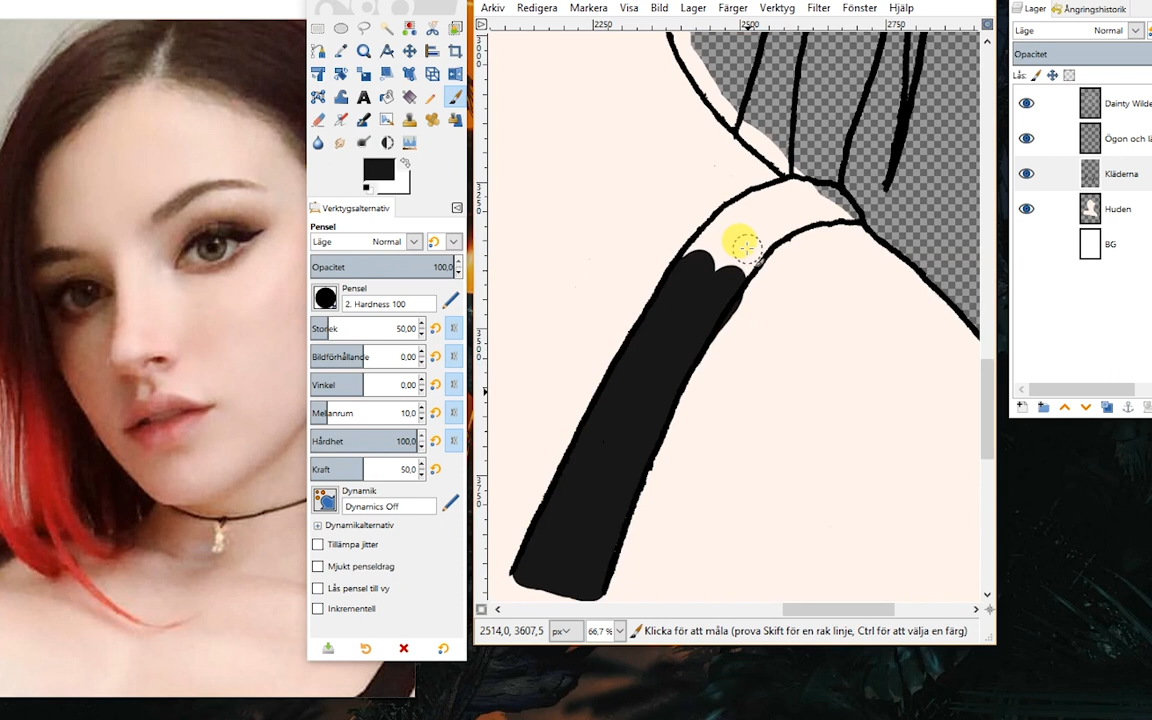 Arkiv Redigera Markera Visa Bild Lager Färger Verktyg Filter Fönster Hjälp
2250 2500 2750
Verktygsalternativ
Pensel
Läge Normal
Opacitet 100,0
Pensel
2. Hardness 100
Storlek 50,00
Bildförhållande 0,00
Vinkel 0,00
Mellanrum 10,0
Hårdhet 100,0
Kraft 50,0
Dynamik
Dynamics Off
Dynamikalternativ
Tillämpa jitter
Mjukt penseldrag
Lås pensel till vy
Inkrementell
2514,0, 3607,5 px 66,7 % Klicka för att måla (prova Skift för en rak linje, Ctrl för att välja en färg)
Lager Ångringshistorik
Läge Normal
Opacitet
Lås:
Dainty Wilde
Ögon och lä
Kläderna
Huden
BG